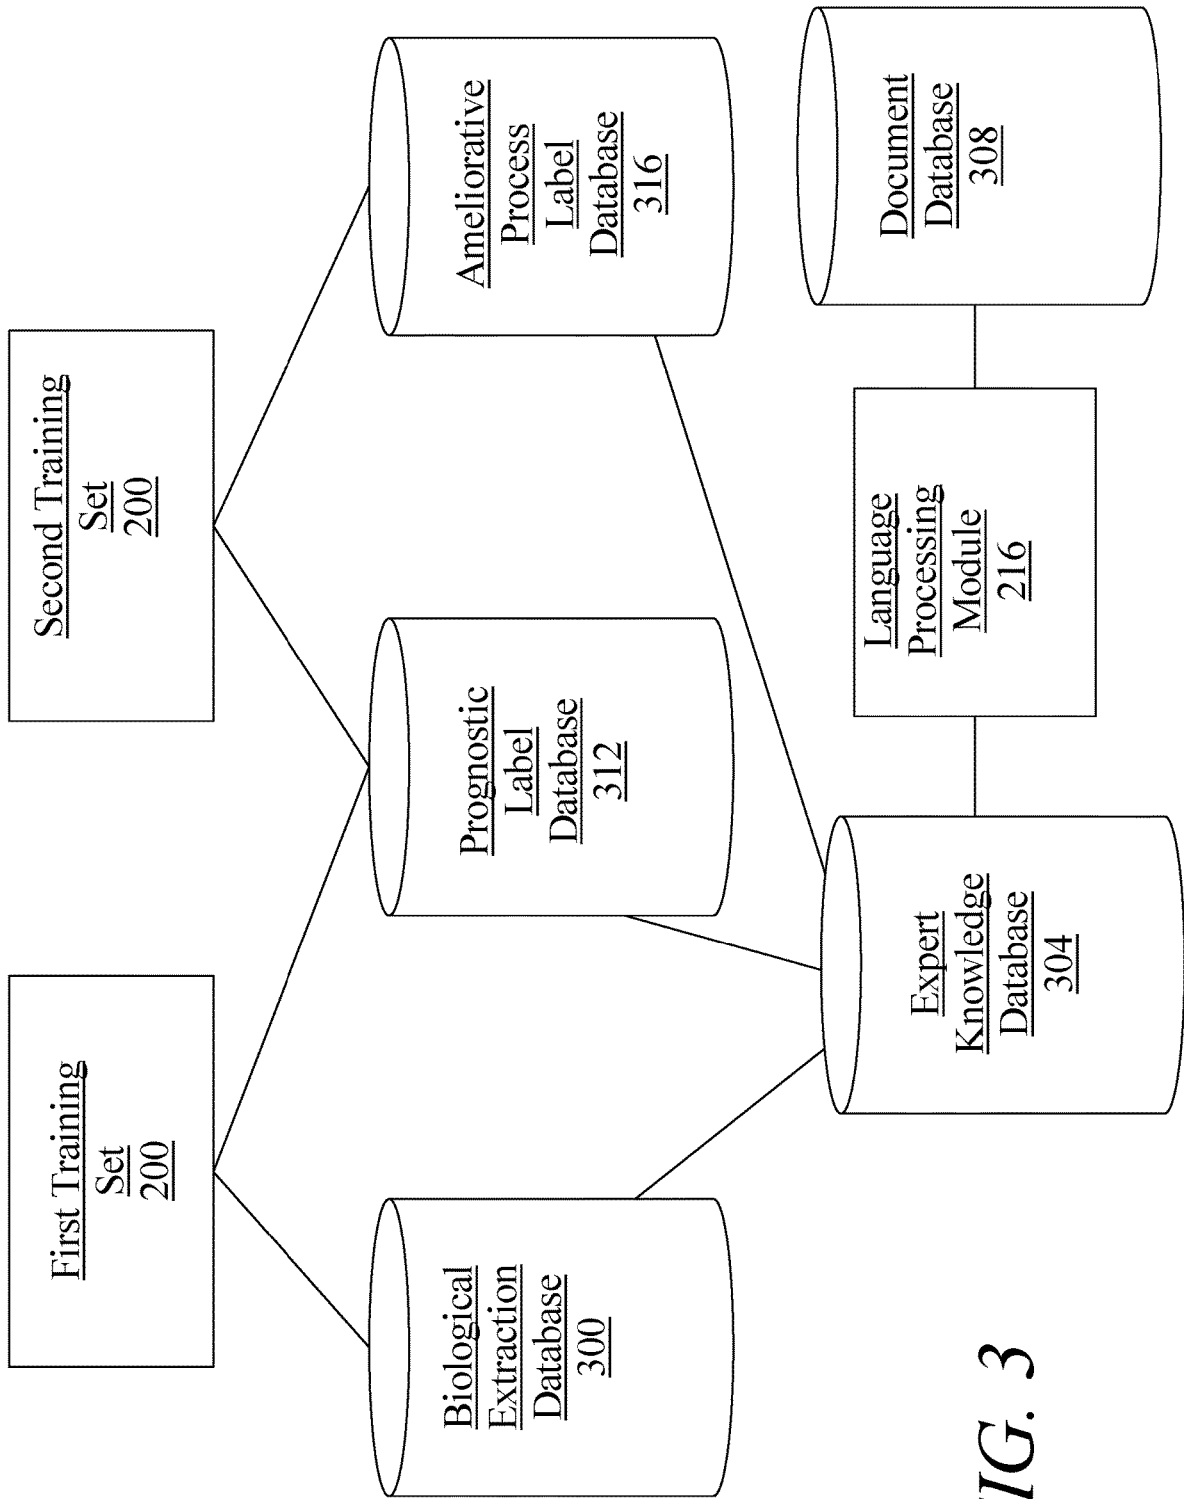 First Training
Set
200
Second Training
Set
200
Biological
Extraction
Database
300
Prognostic
Label
Database
312
Ameliorative
Process
Label
Database
316
Expert
Knowledge
Database
304
Language
Processing
Module
216
Document
Database
308
FIG. 3